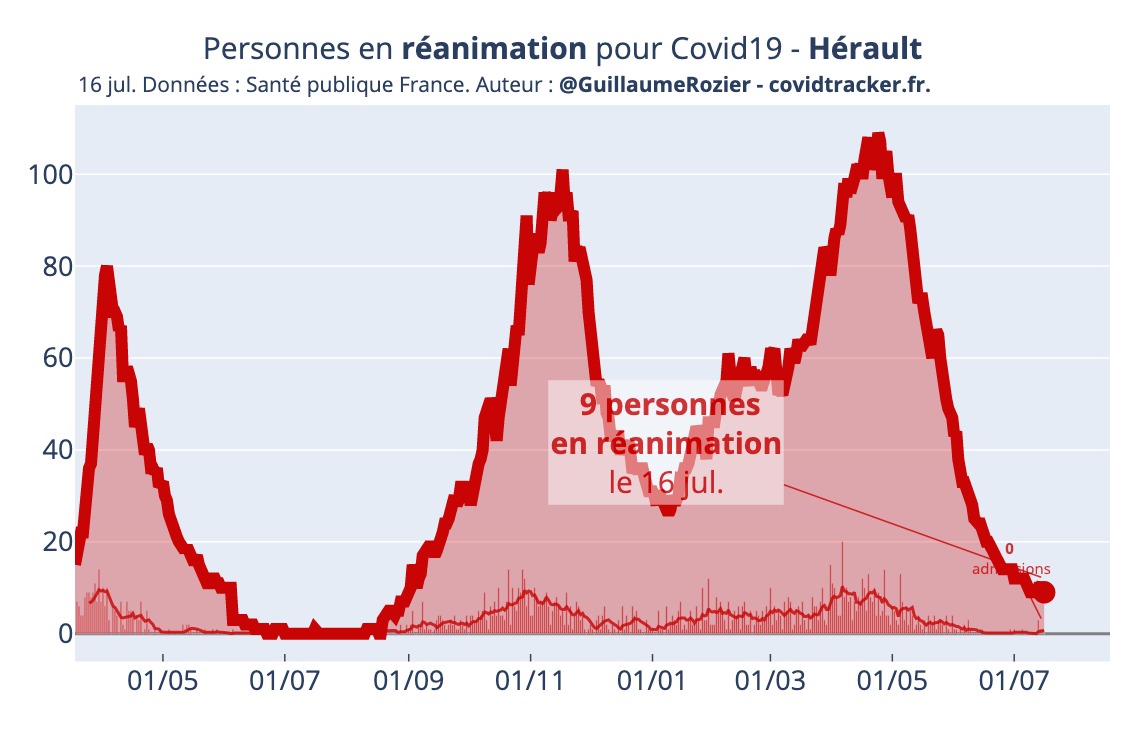 Personnes en réanimation pour Covid19 - Hérault
16 jul. Données : Santé publique France. Auteur : @GuillaumeRozier - covidtracker.fr.
100
80
60
40
20
0
9 personnes
en réanimation
le 16 jul.
0
admissions
01/05 01/07 01/09 01/11 01/01 01/03 01/05 01/07